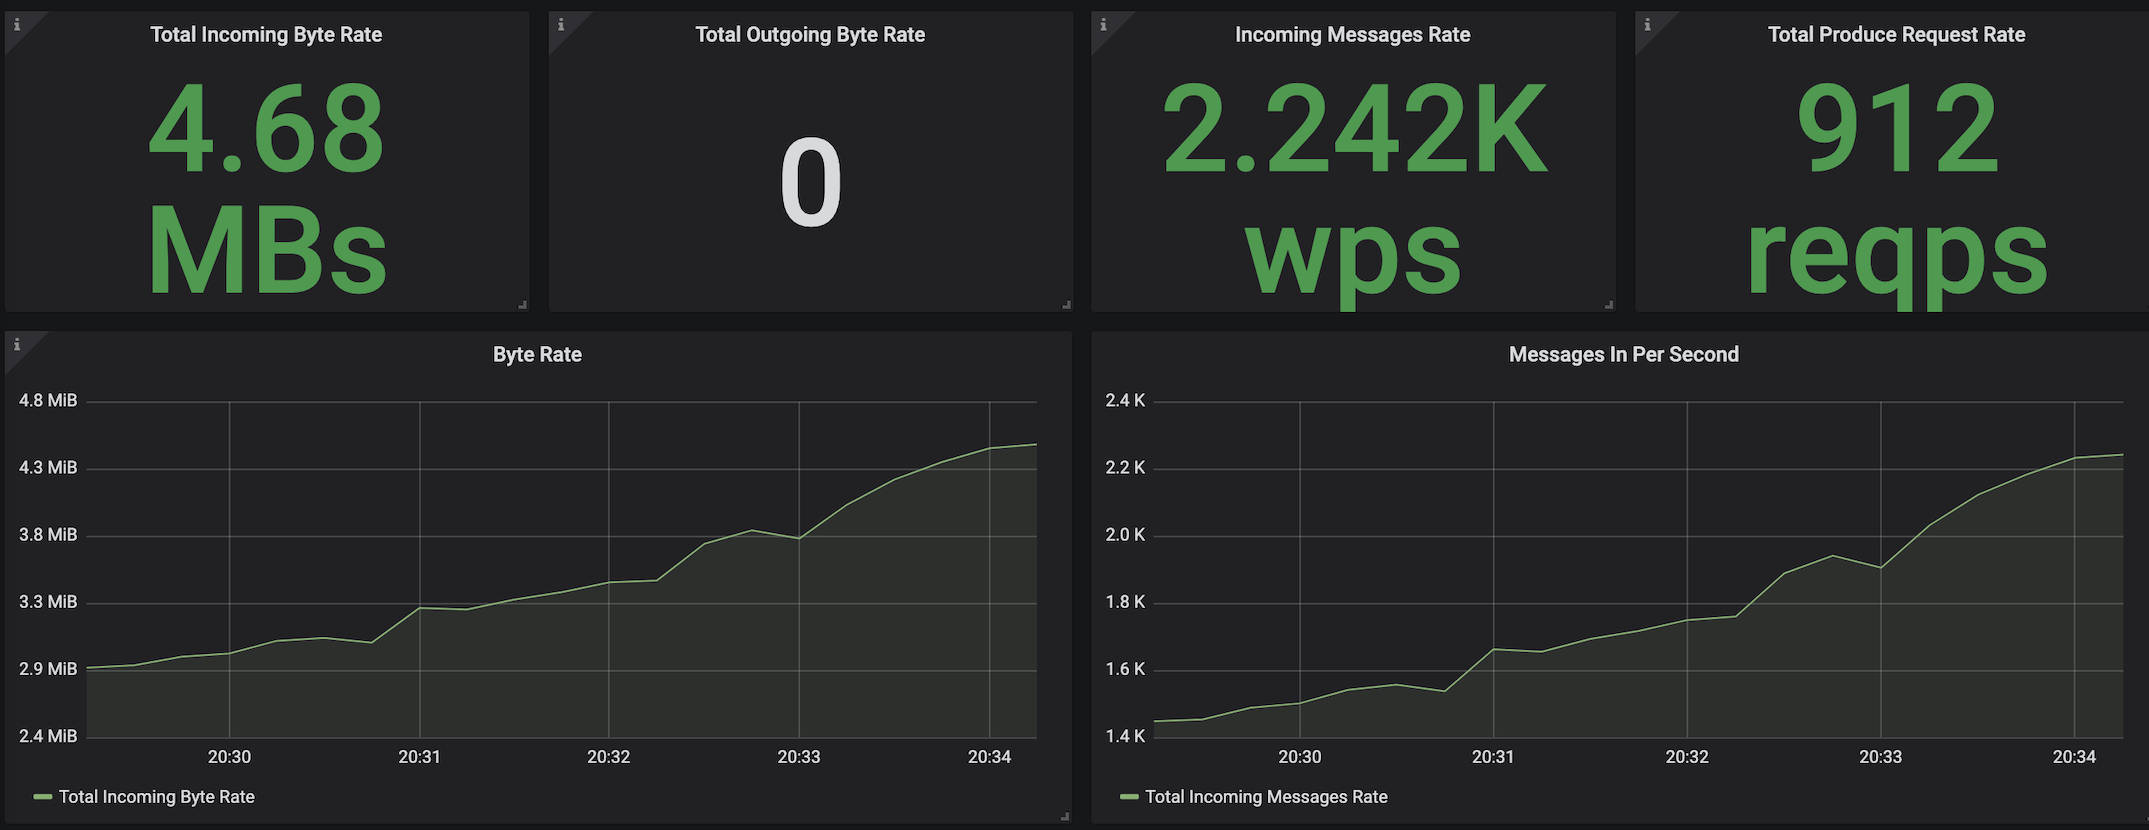 Total Incoming Byte Rate
4.68
MBs
Total Outgoing Byte Rate
0
Incoming Messages Rate
2.242K
wps
Total Produce Request Rate
912
reqps
Byte Rate
4.8 MiB
4.3 MiB
3.8 MiB
3.3 MiB
2.9 MiB
2.4 MiB
20:30 20:31 20:32 20:33 20:34
Total Incoming Byte Rate
Messages In Per Second
2.4 K
2.2 K
2.0 K
1.8 K
1.6 K
1.4 K
20:30 20:31 20:32 20:33 20:34
Total Incoming Messages Rate